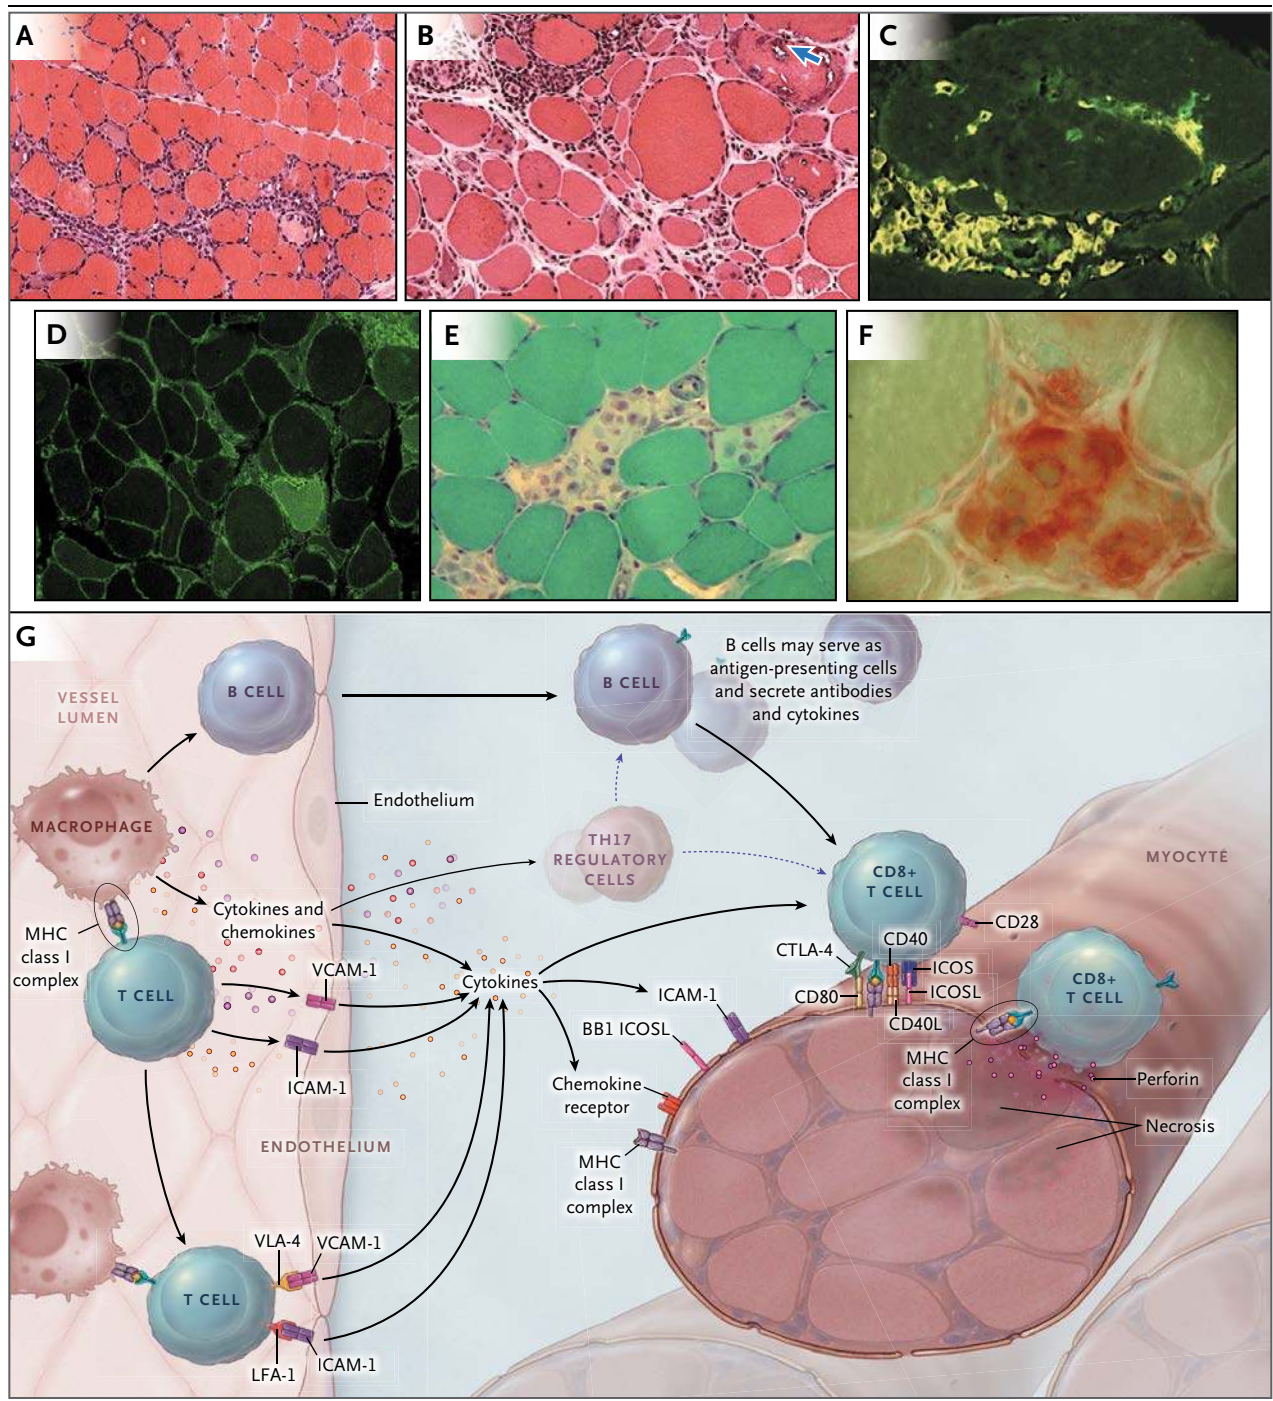 A
B
C
D
E
F
G
VESSEL
LUMEN
B CELL
B CELL
B cells may serve as
antigen-presenting cells
and secrete antibodies
and cytokines
MACROPHAGE
Endothelium
TH17
REGULATORY
CELLS
MYOCYTE
CD8+
T CELL
Cytokines and
chemokines
CD28
MHC
class I
complex
T CELL
VCAM-1
Cytokines
CTLA-4
CD40
ICOS
CD80
ICOSL
CD40L
CD8+
T CELL
ICAM-1
BB1 ICOSL
ICAM-1
Chemokine
receptor
MHC
class I
complex
Perforin
Necrosis
ENDOTHELIUM
MHC
class I
complex
VLA-4
VCAM-1
T CELL
LFA-1
ICAM-1